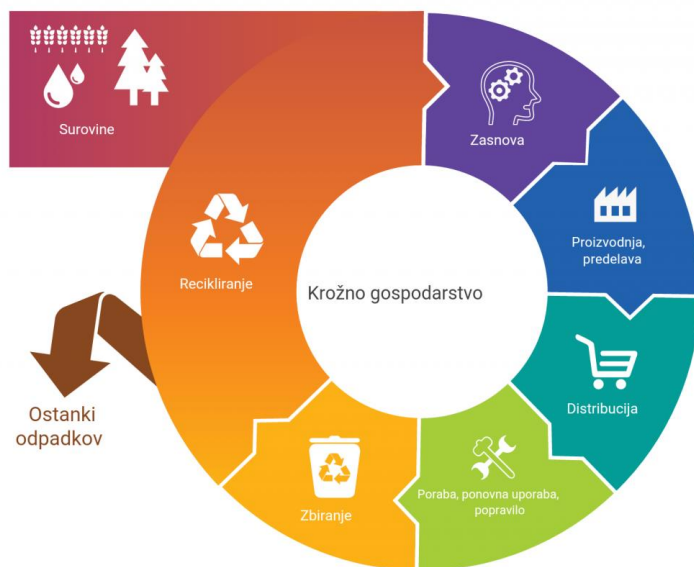 Surovine
Zasnova
Proizvodnja,
predelava
Recikliranje
Krožno gospodarstvo
Distribucija
Ostanki
odpadkov
Poraba, ponovna uporaba,
popravilo
Zbiranje